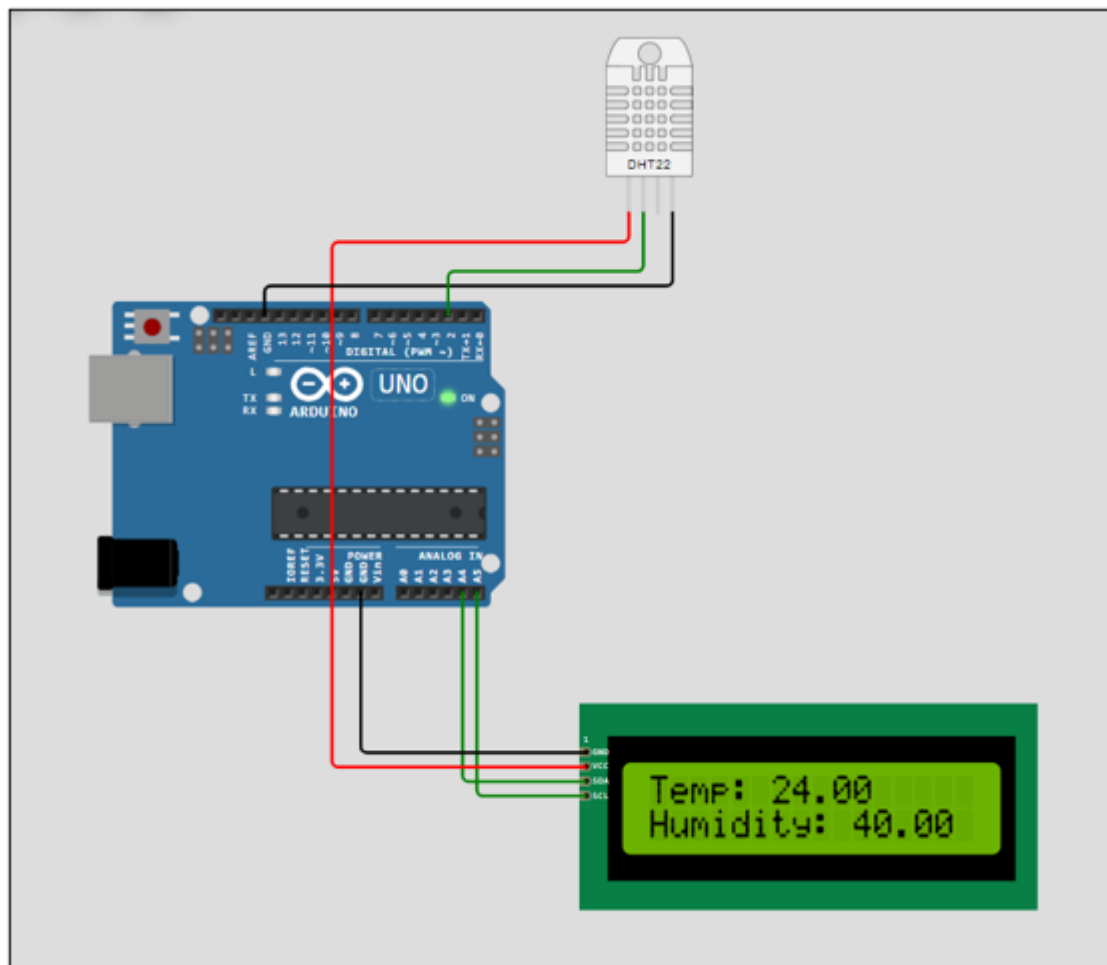 DHT22
AREF
GND
13
12
~11
~10
~9
8
7
~6
~5
4
~3
2
TX→1
RX←0
DIGITAL (PWM ~)
L
TX
RX
ARDUINO
UNO
ON
IOREF
RESET
3.3V
5V
GND
GND
Vin
POWER
ANALOG IN
A0
A1
A2
A3
A4
A5
1
GND
VCC
SDA
SCL
Temp: 24.00
Humidity: 40.00